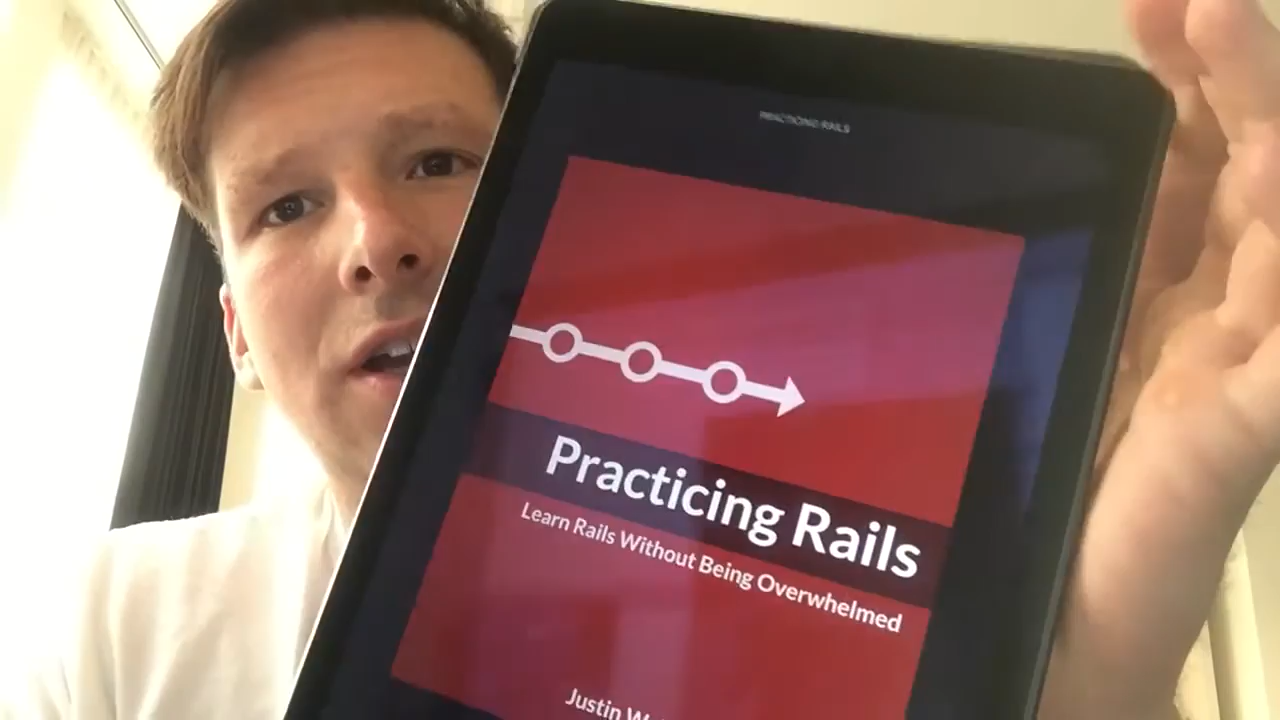 PRACTICING RAILS
Practicing Rails
Learn Rails Without Being Overwhelmed
Justin